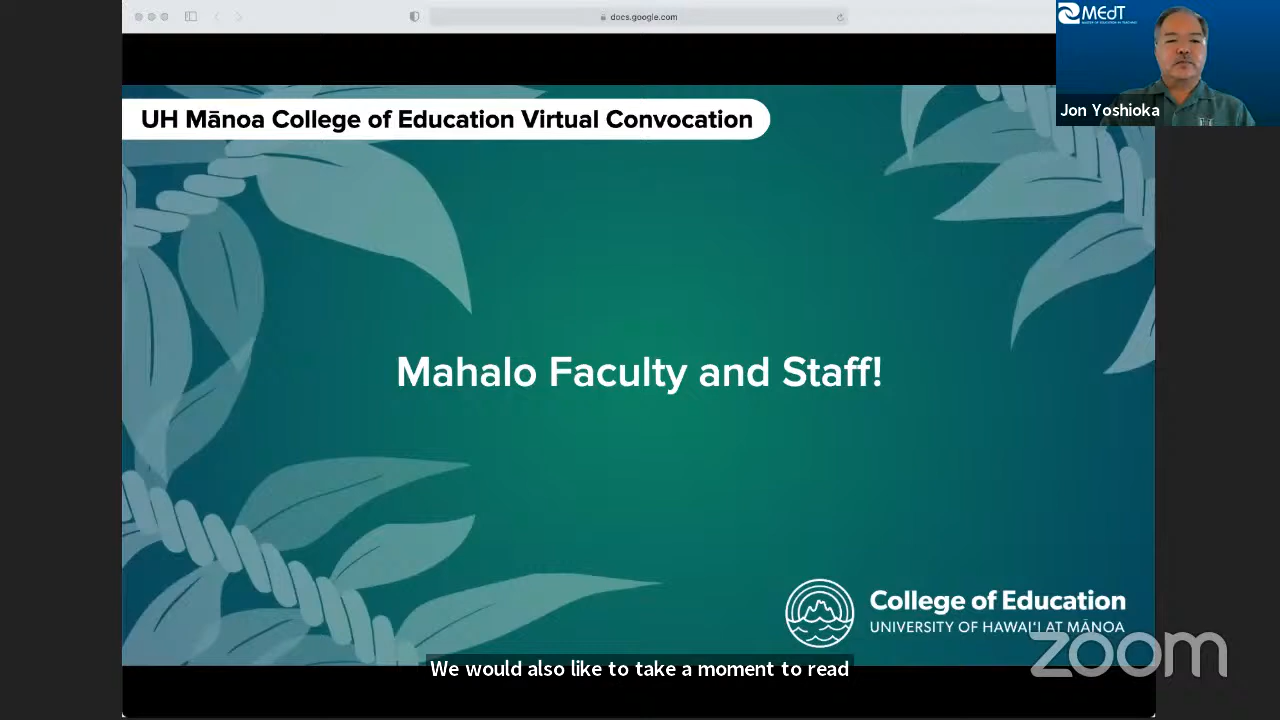 docs.google.com
MEdT
Jon Yoshioka
UH Mānoa College of Education Virtual Convocation
Mahalo Faculty and Staff!
College of Education
UNIVERSITY OF HAWAIʻI AT MĀNOA
zoom
We would also like to take a moment to read